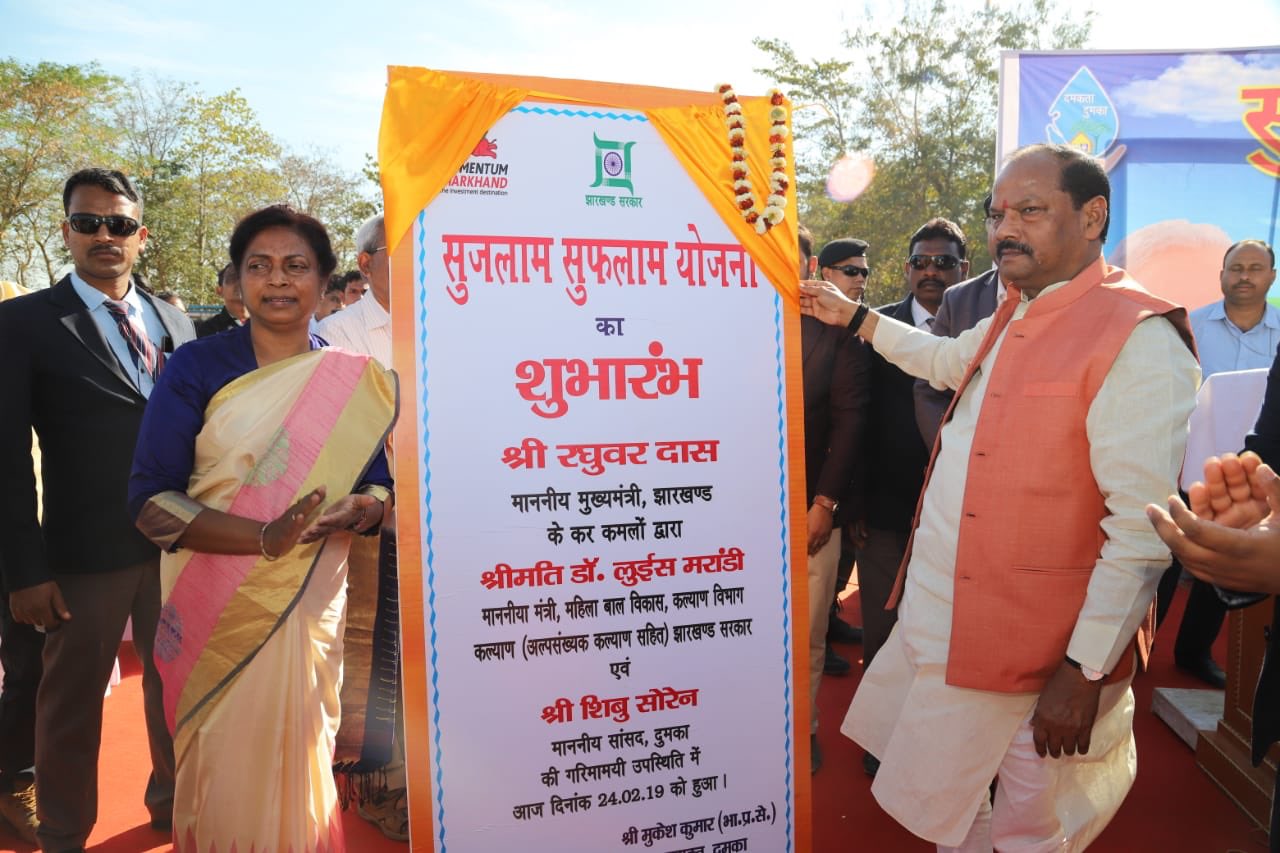 MENTUM
HARKHAND
the investment destination
झारखण्ड सरकार
सुजलाम सुफलाम योजना
का
शुभारंभ
श्री रघुवर दास
माननीय मुख्यमंत्री, झारखण्ड
के कर कमलों द्वारा
श्रीमति डॉ. लुईस मरांडी
माननीया मंत्री, महिला बाल विकास, कल्याण विभाग
कल्याण (अल्पसंख्यक कल्याण सहित) झारखण्ड सरकार
एवं
श्री शिबु सोरेन
माननीय सांसद, दुमका
की गरिमामयी उपस्थिति में
आज दिनांक 24.02.19 को हुआ।
श्री मुकेश कुमार (भा.प्र.से.)
दुमका
दमकता
दुमका